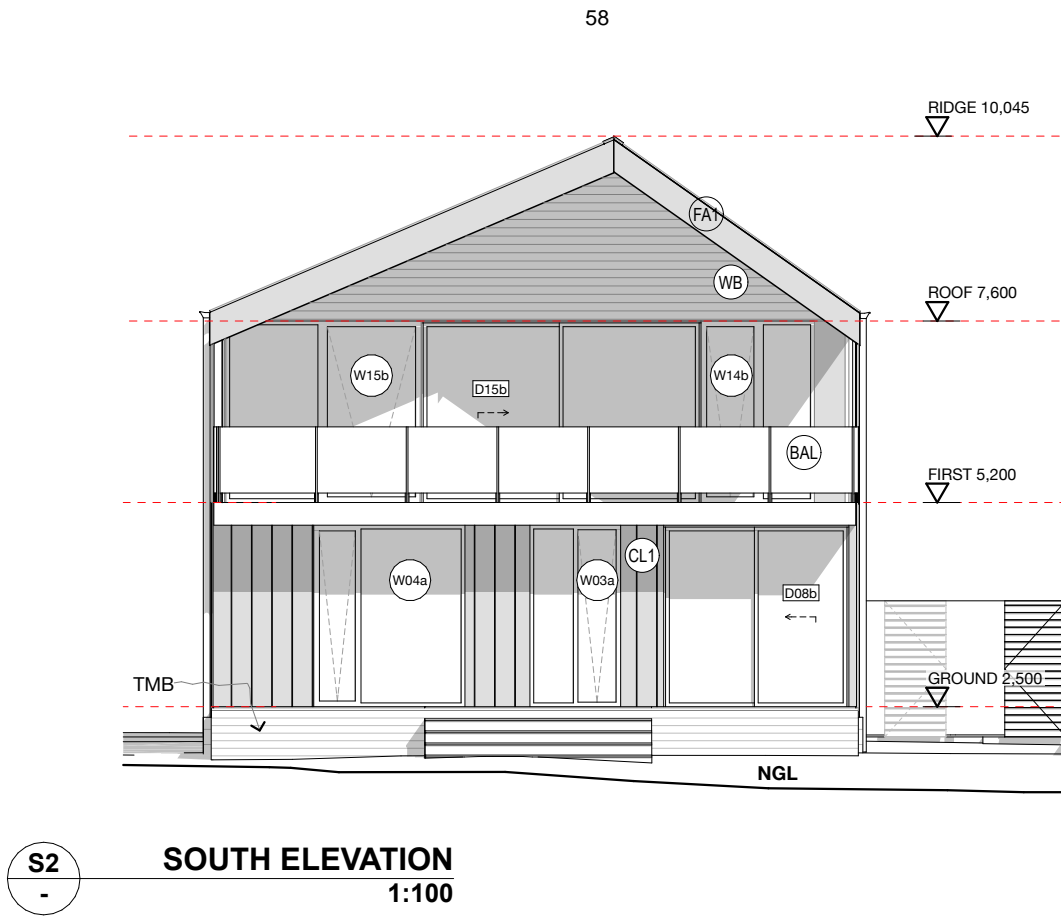 58
RIDGE 10,045
FA1
WB
ROOF 7,600
W15b
D15b
W14b
BAL
FIRST 5,200
CL1
W04a
W03a
D08b
TMB
GROUND 2,500
NGL
S2
-
SOUTH ELEVATION
1:100